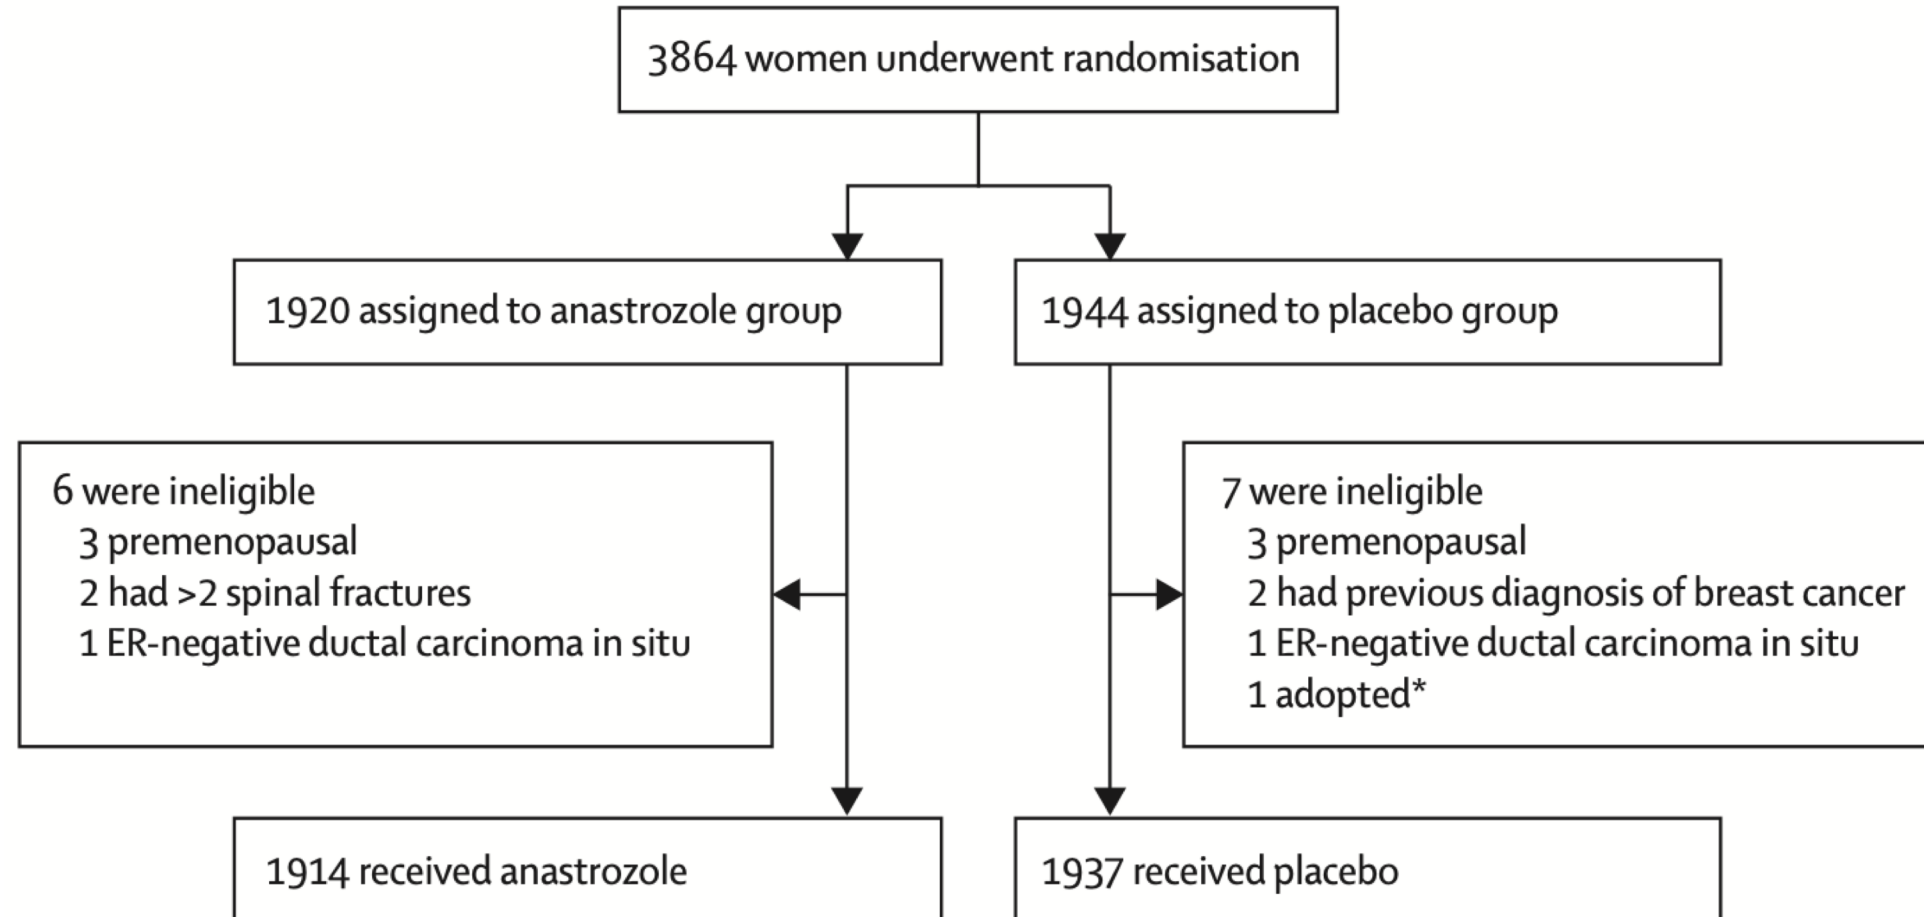 3864 women underwent randomisation
1920 assigned to anastrozole group
1944 assigned to placebo group
6 were ineligible
3 premenopausal
2 had >2 spinal fractures
1 ER-negative ductal carcinoma in situ
7 were ineligible
3 premenopausal
2 had previous diagnosis of breast cancer
1 ER-negative ductal carcinoma in situ
1 adopted*
1914 received anastrozole
1937 received placebo